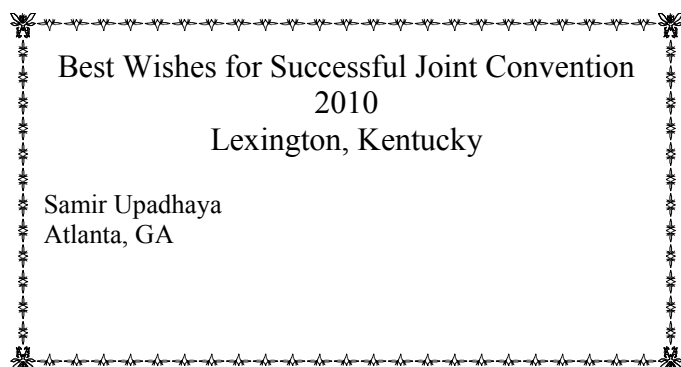 Best Wishes for Successful Joint Convention
2010
Lexington, Kentucky
Samir Upadhaya
Atlanta, GA